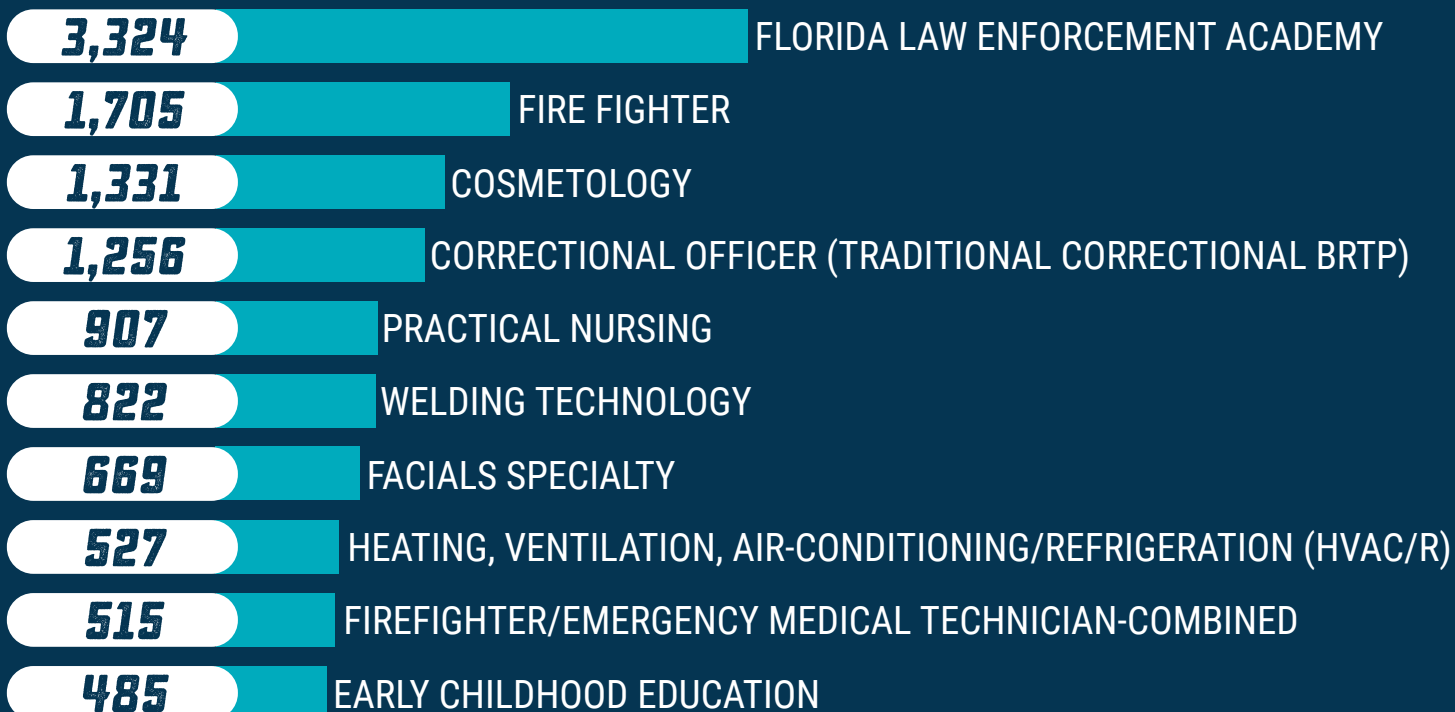 3,324 FLORIDA LAW ENFORCEMENT ACADEMY
1,705 FIRE FIGHTER
1,331 COSMETOLOGY
1,256 CORRECTIONAL OFFICER (TRADITIONAL CORRECTIONAL BRTP)
907 PRACTICAL NURSING
822 WELDING TECHNOLOGY
669 FACIALS SPECIALTY
527 HEATING, VENTILATION, AIR-CONDITIONING/REFRIGERATION (HVAC/R)
515 FIREFIGHTER/EMERGENCY MEDICAL TECHNICIAN-COMBINED
485 EARLY CHILDHOOD EDUCATION